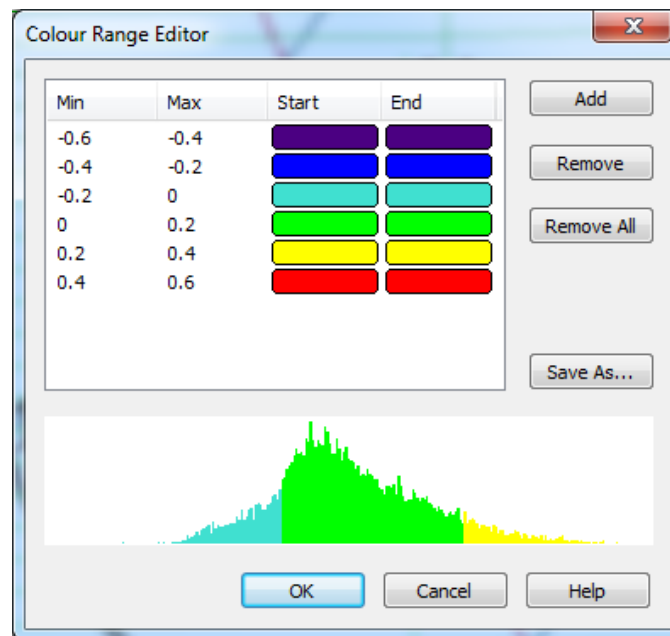 Colour Range Editor
Min Max Start End
-0.6 -0.4
-0.4 -0.2
-0.2 0
0 0.2
0.2 0.4
0.4 0.6
Add
Remove
Remove All
Save As...
OK Cancel Help